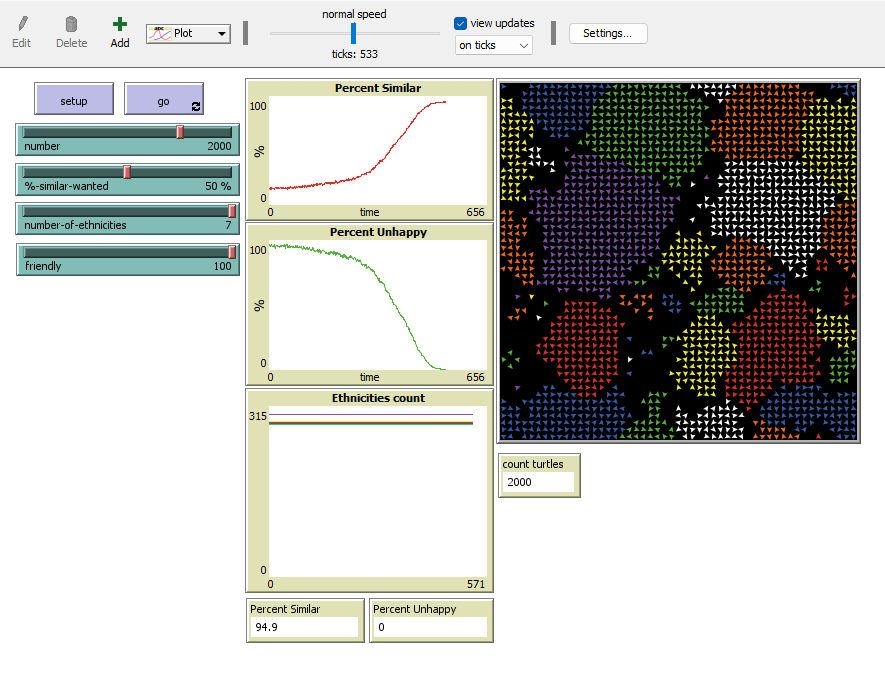 normal speed
Edit
Delete
Add
abc
Plot
ticks: 533
view updates
on ticks
Settings...
setup
go
number
2000
%-similar-wanted
50 %
number-of-ethnicities
7
friendly
100
Percent Similar
100
%
0
0
time
656
Percent Unhappy
100
%
0
0
time
656
Ethnicities count
315
0
0
571
Percent Similar
94.9
Percent Unhappy
0
count turtles
2000